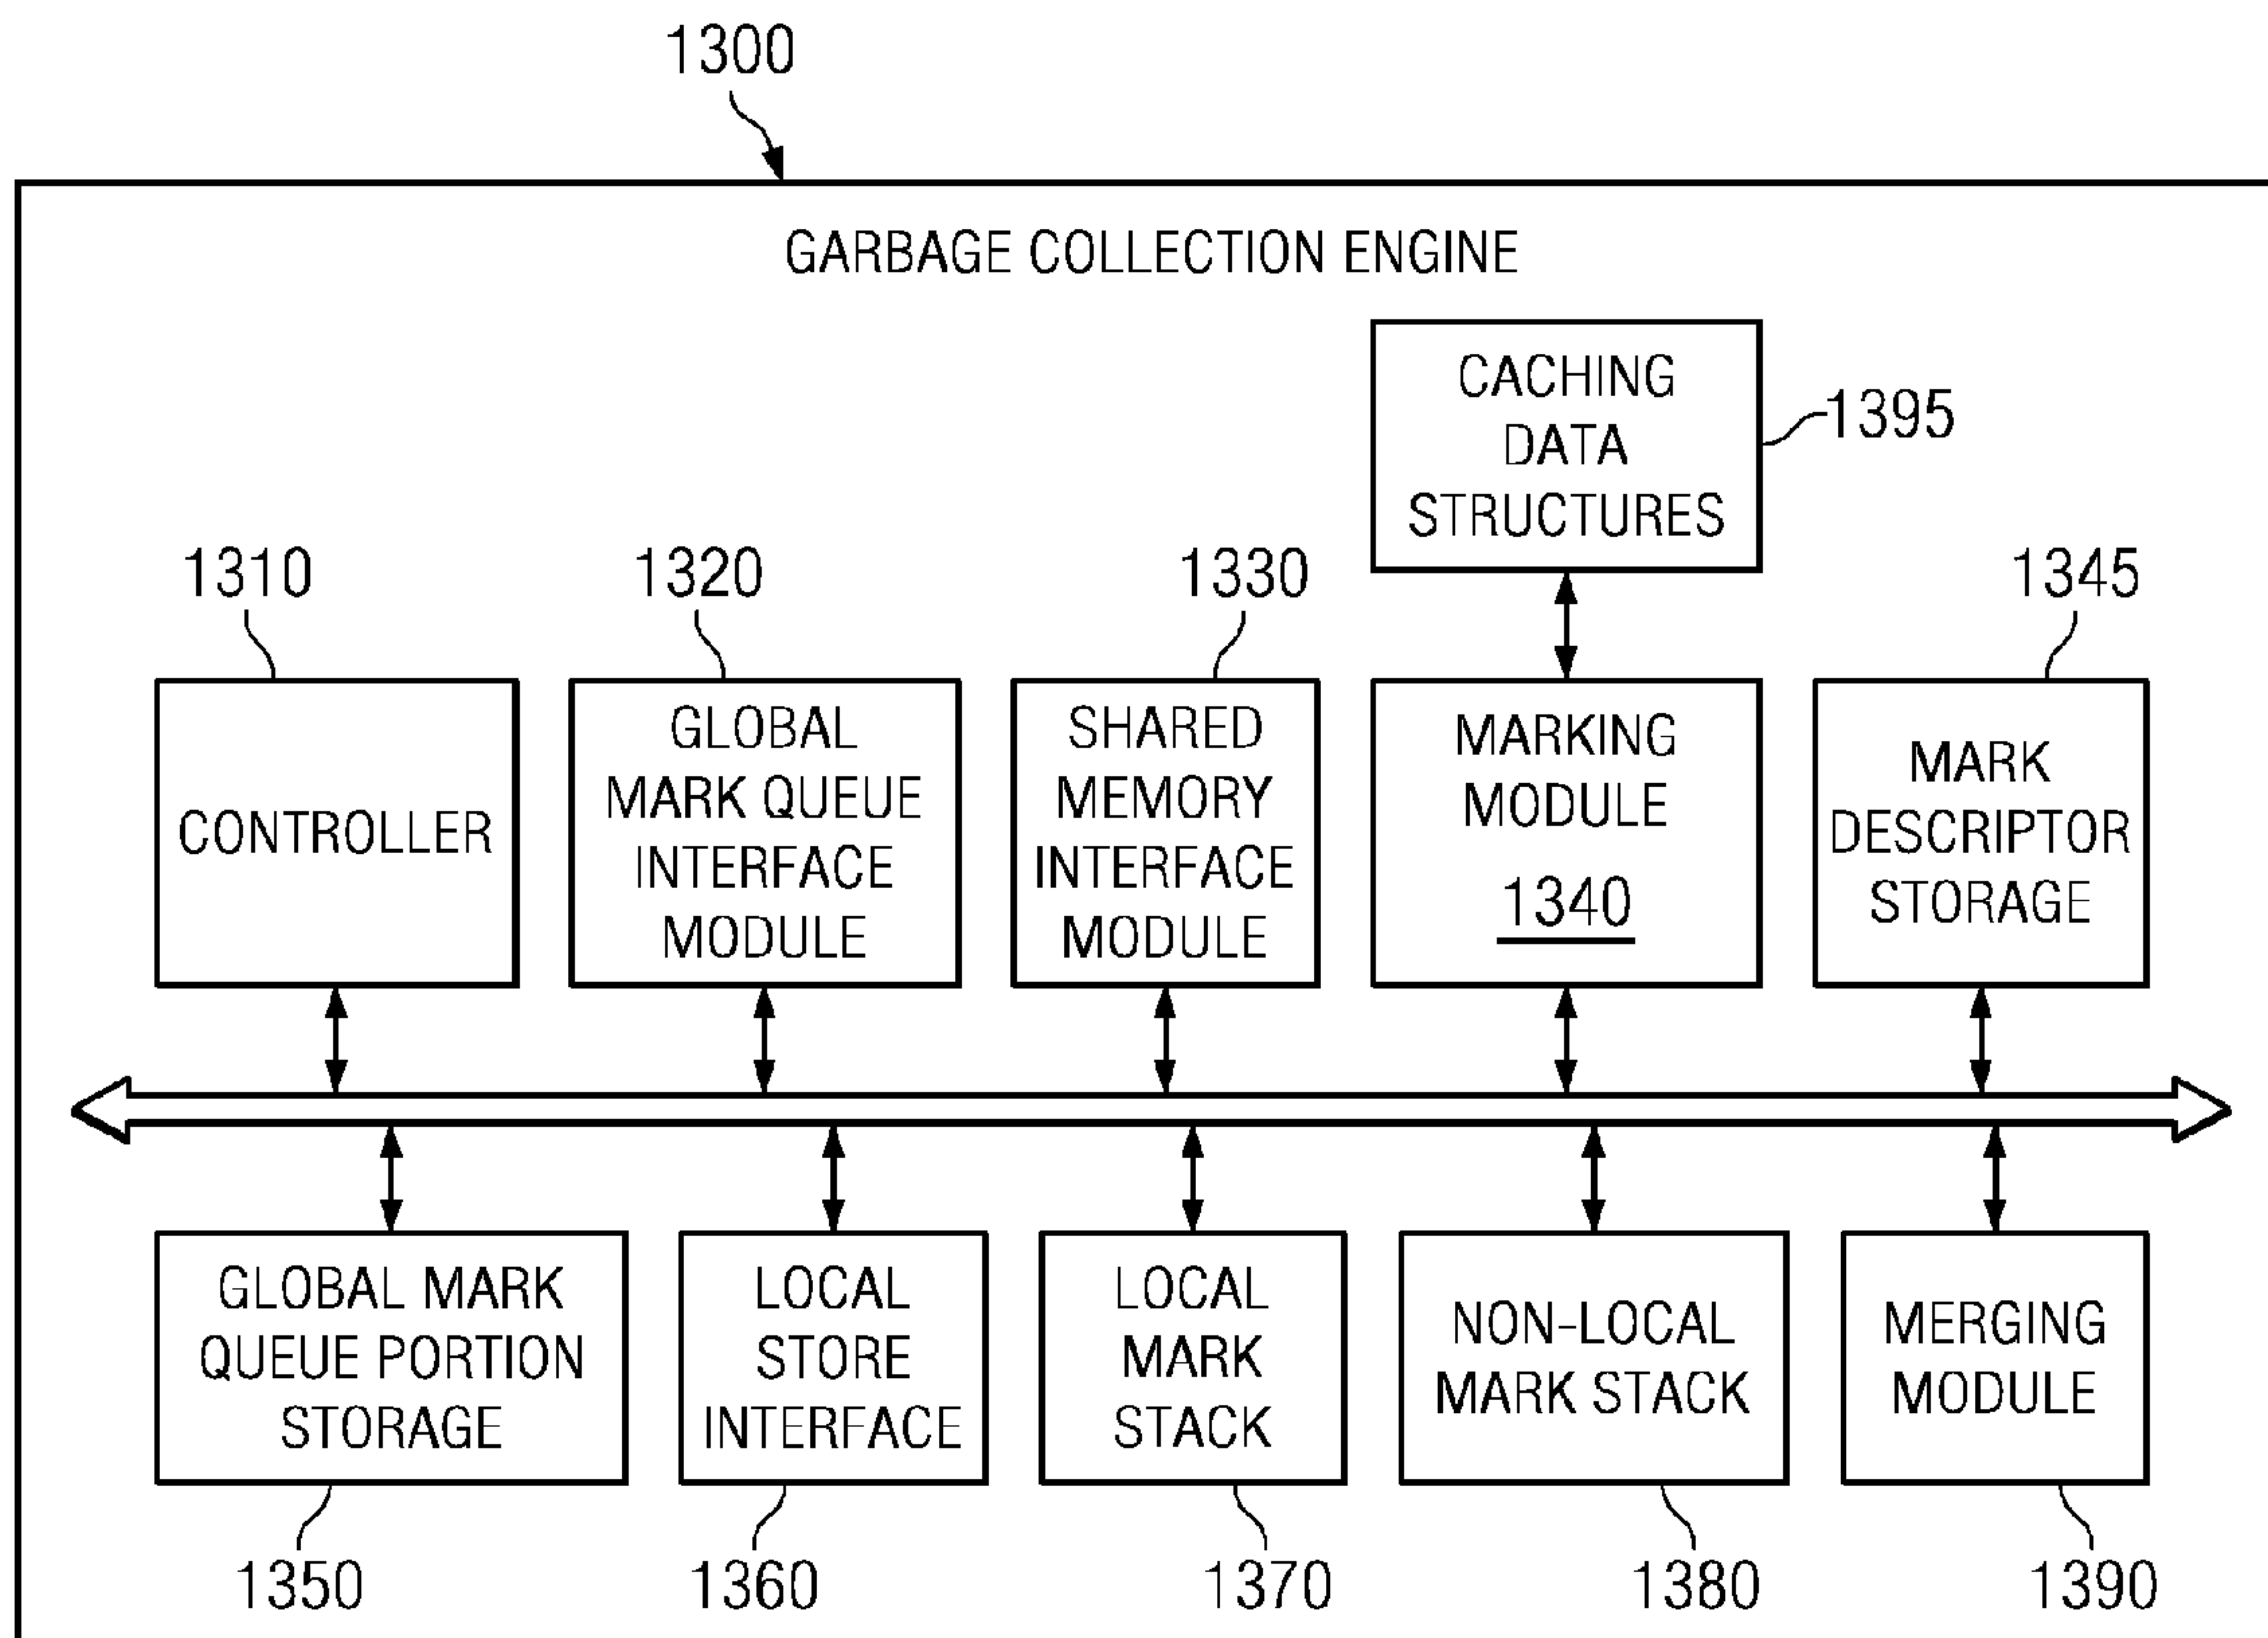 1300
GARBAGE COLLECTION ENGINE
CACHING
DATA
STRUCTURES
1395
1310
1320
1330
1345
CONTROLLER
GLOBAL
MARK QUEUE
INTERFACE
MODULE
SHARED
MEMORY
INTERFACE
MODULE
MARKING
MODULE
1340
MARK
DESCRIPTOR
STORAGE
GLOBAL MARK
QUEUE PORTION
STORAGE
LOCAL
STORE
INTERFACE
LOCAL
MARK
STACK
NON-LOCAL
MARK STACK
MERGING
MODULE
1350
1360
1370
1380
1390